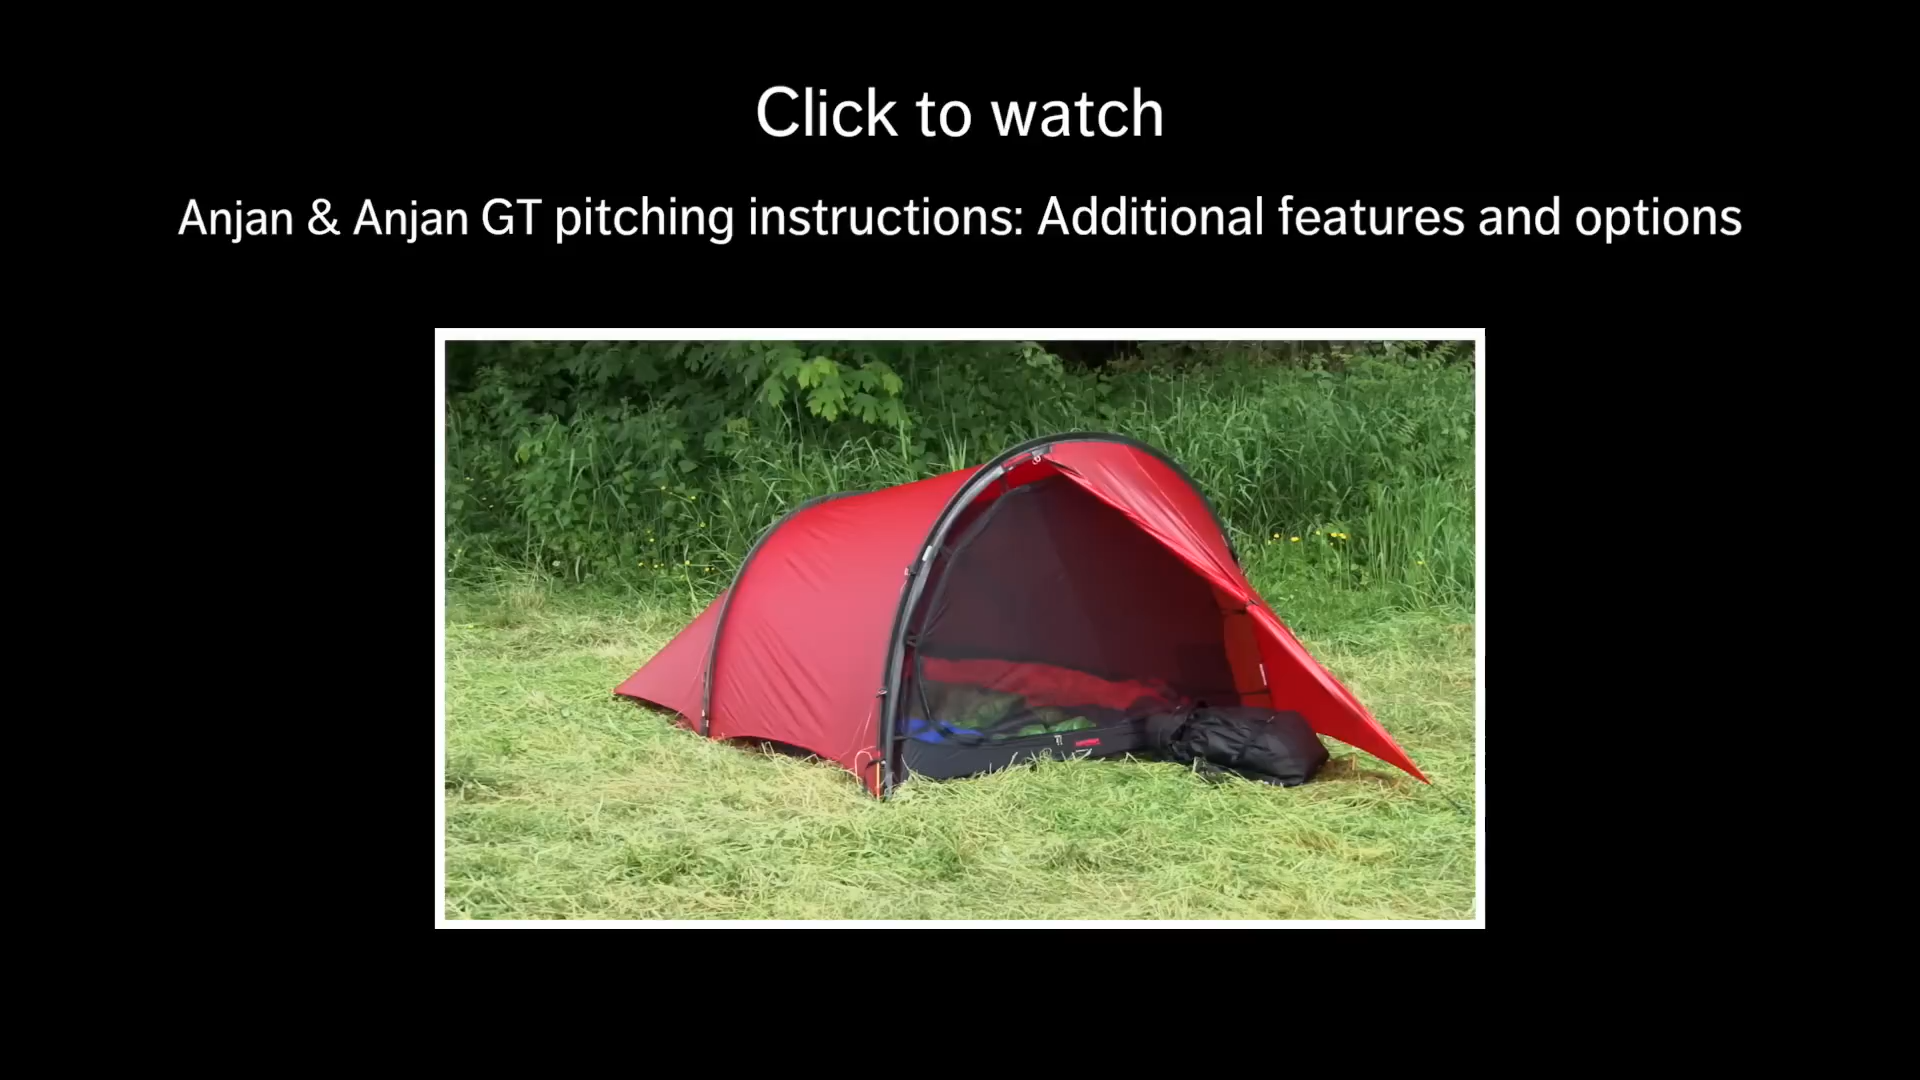 Click to watch
Anjan & Anjan GT pitching instructions: Additional features and options